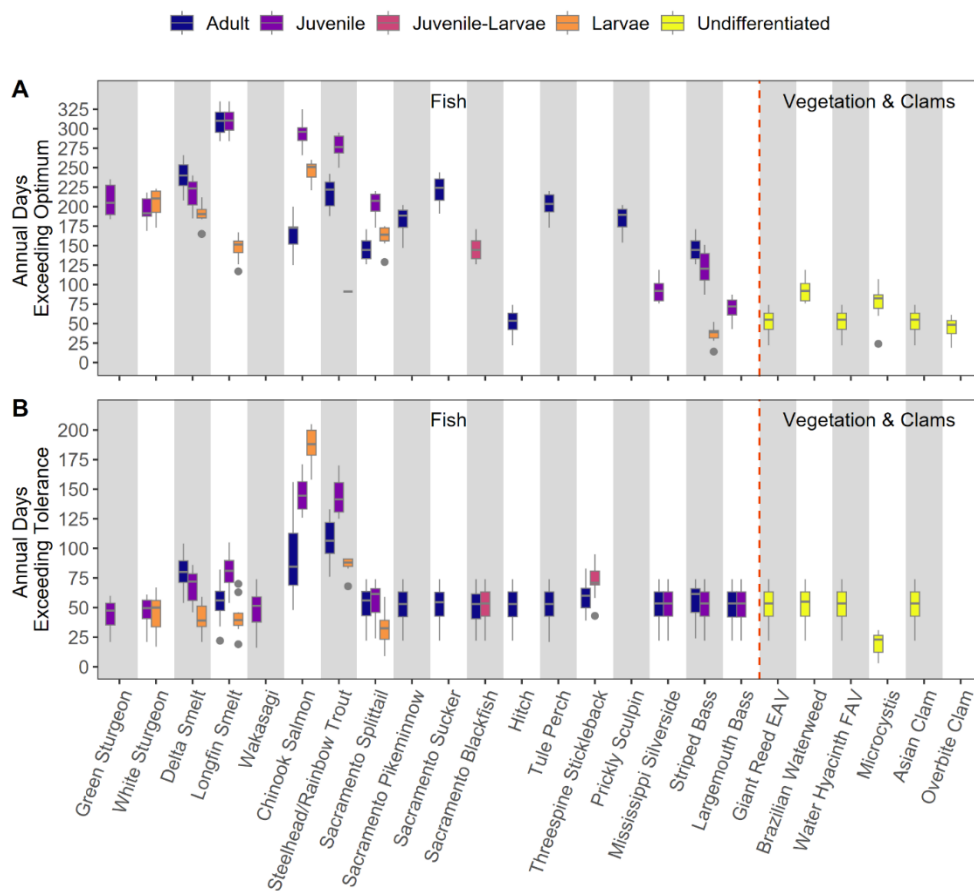 Adult Juvenile Juvenile-Larvae Larvae Undifferentiated
A
Fish
Vegetation & Clams
Annual Days
Exceeding Optimum
325
300
275
250
225
200
175
150
125
100
75
50
25
0
B
Fish
Vegetation & Clams
Annual Days
Exceeding Tolerance
200
175
150
125
100
75
50
25
0
Green Sturgeon
White Sturgeon
Delta Smelt
Longfin Smelt
Wakasagi
Chinook Salmon
Steelhead/Rainbow Trout
Sacramento Splittail
Sacramento Pikeminnow
Sacramento Sucker
Sacramento Blackfish
Hitch
Tule Perch
Threespine Stickleback
Prickly Sculpin
Mississippi Silverside
Striped Bass
Largemouth Bass
Giant Reed EAV
Brazilian Waterweed
Water Hyacinth FAV
Microcystis
Asian Clam
Overbite Clam